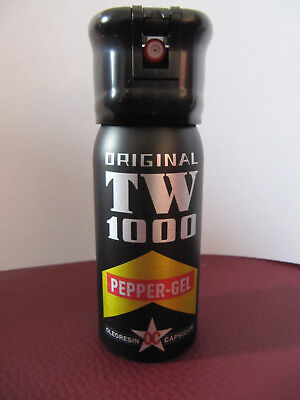 ORIGINAL
TW
1000
PEPPER-GEL
OLEORESIN OC CAPSICUM